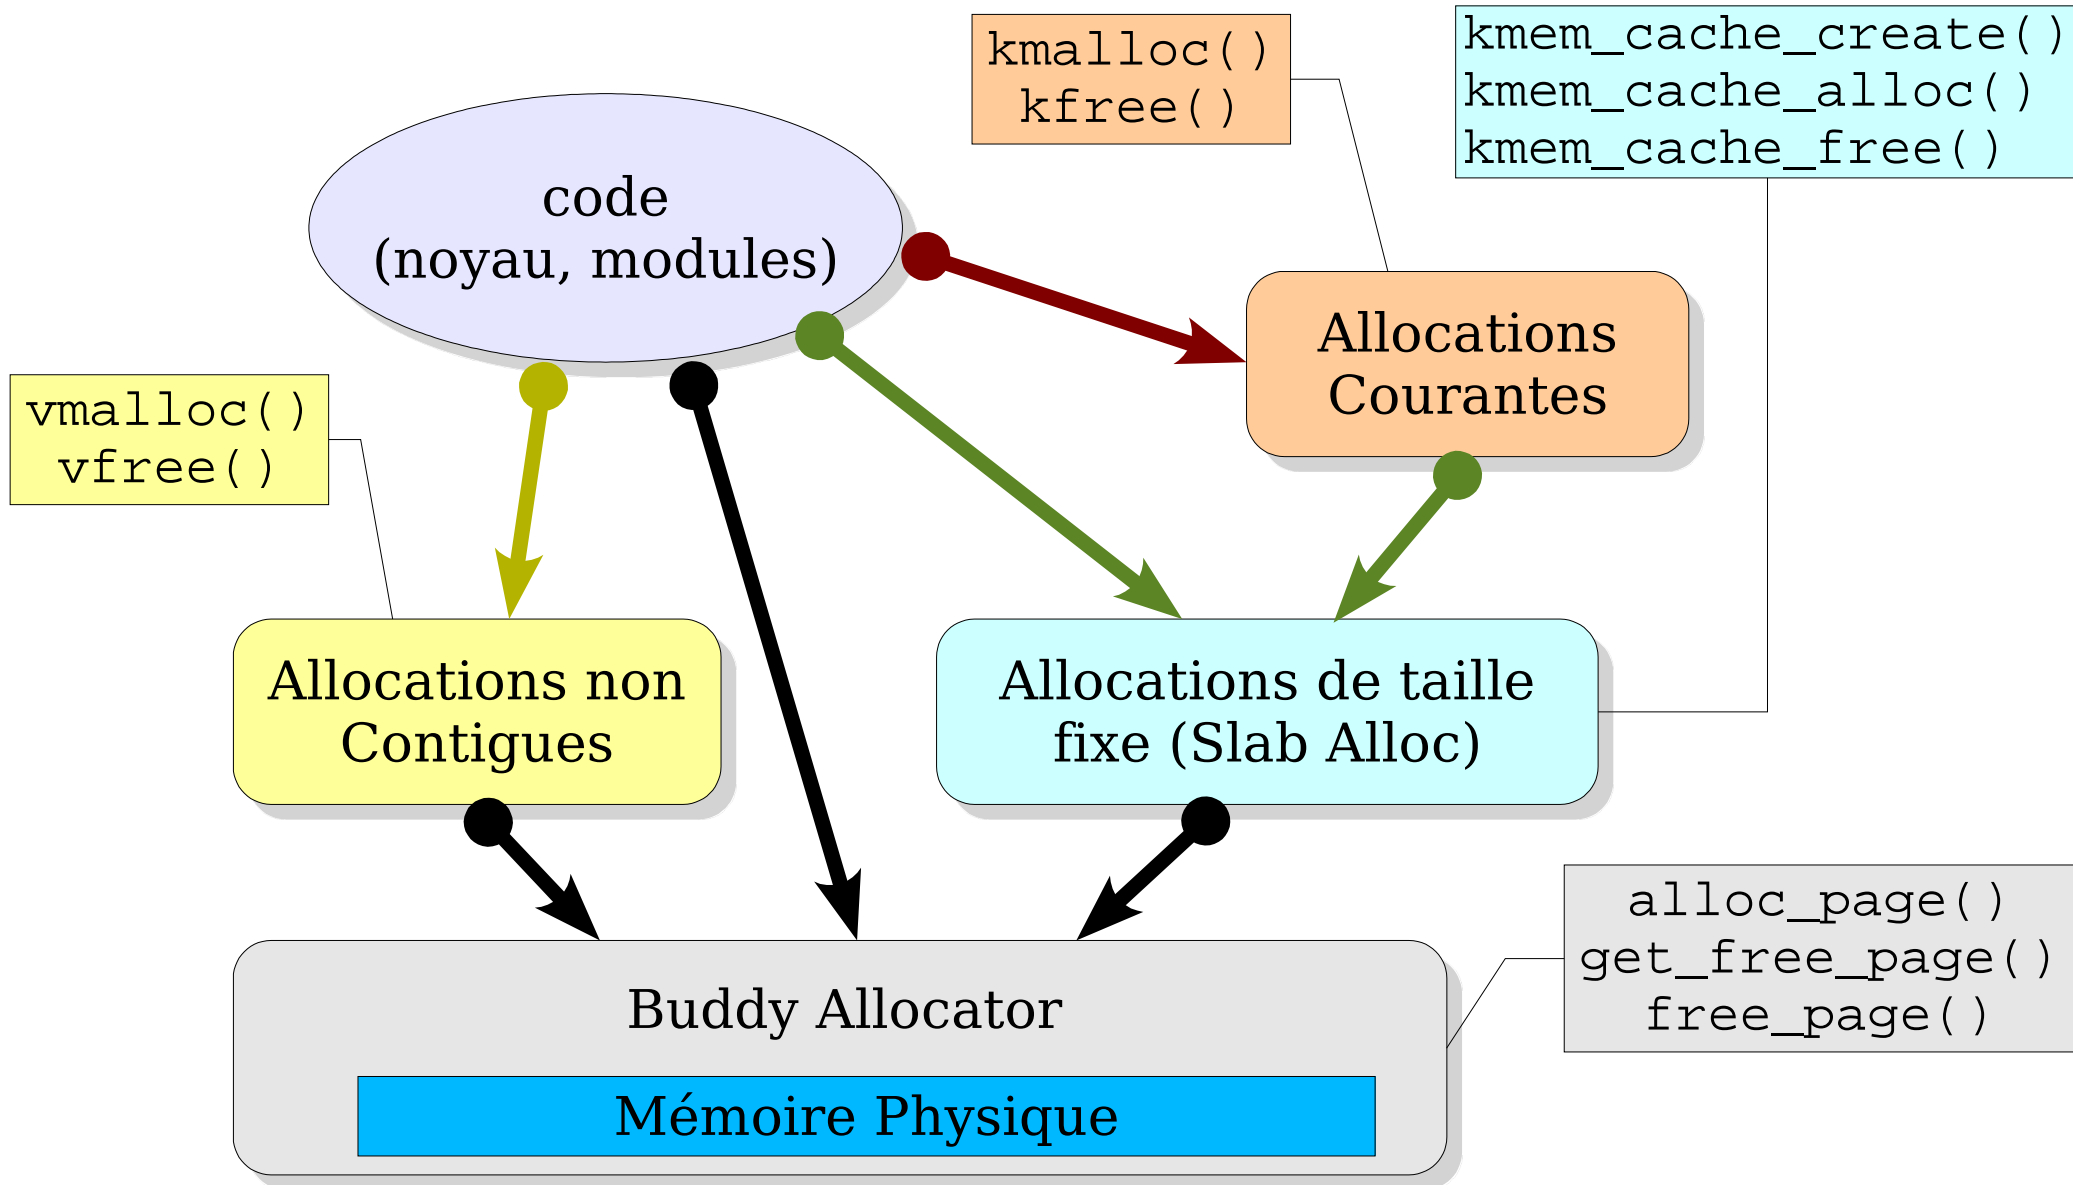 kmalloc()
kfree()
kmem_cache_create()
kmem_cache_alloc()
kmem_cache_free()
code
(noyau, modules)
Allocations
Courantes
vmalloc()
vfree()
Allocations non
Contigues
Allocations de taille
fixe (Slab Alloc)
alloc_page()
get_free_page()
free_page()
Buddy Allocator
Mémoire Physique